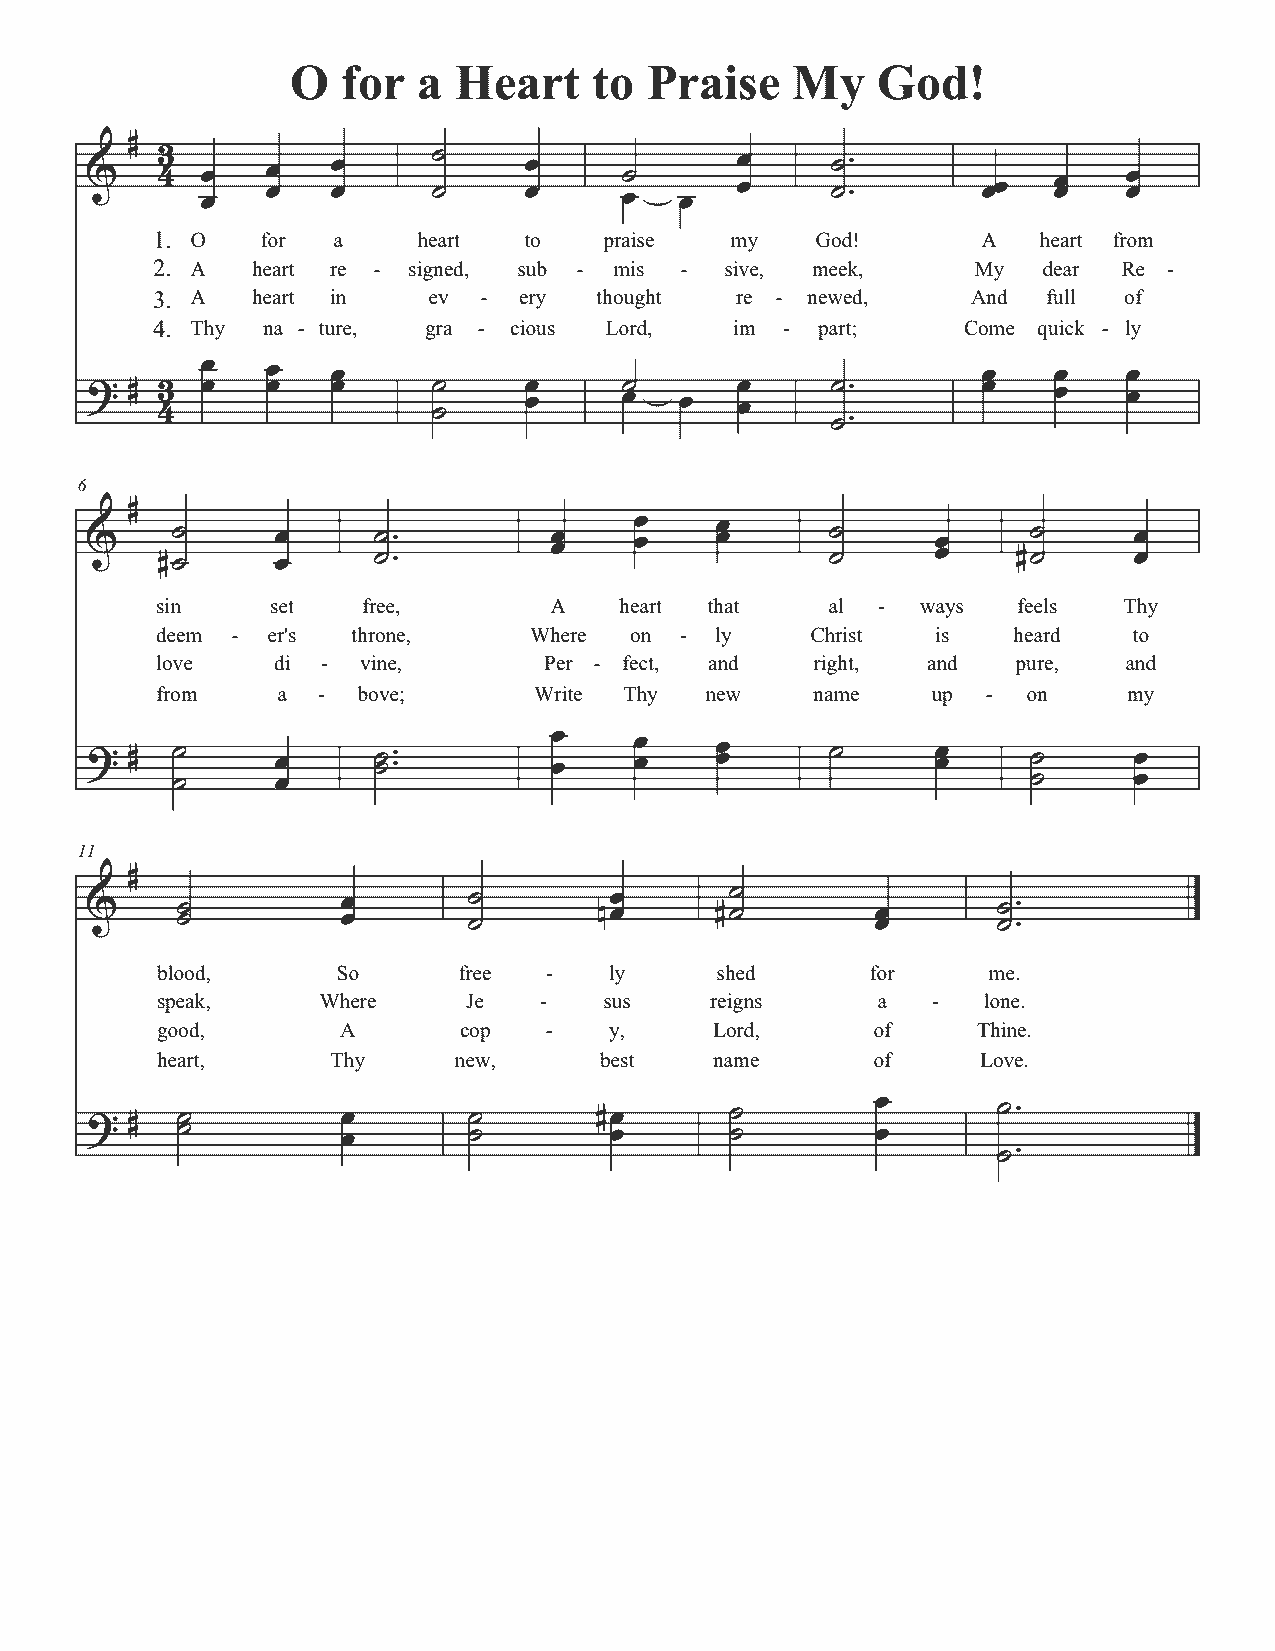 O for a Heart to Praise My God!
3 4
1. O for a heart to praise my God! A heart from
2. A heart re - signed, sub - mis - sive, meek, My dear Re -
3. A heart in ev - ery thought re - newed, And full of
4. Thy na - ture, gra - cious Lord, im - part; Come quick - ly
3 4
6
sin set free, A heart that al - ways feels Thy
deem - er's throne, Where on - ly Christ is heard to
love di - vine, Per - fect, and right, and pure, and
from a - bove; Write Thy new name up - on my
11
blood, So free - ly shed for me.
speak, Where Je - sus reigns a - lone.
good, A cop - y, Lord, of Thine.
heart, Thy new, best name of Love.